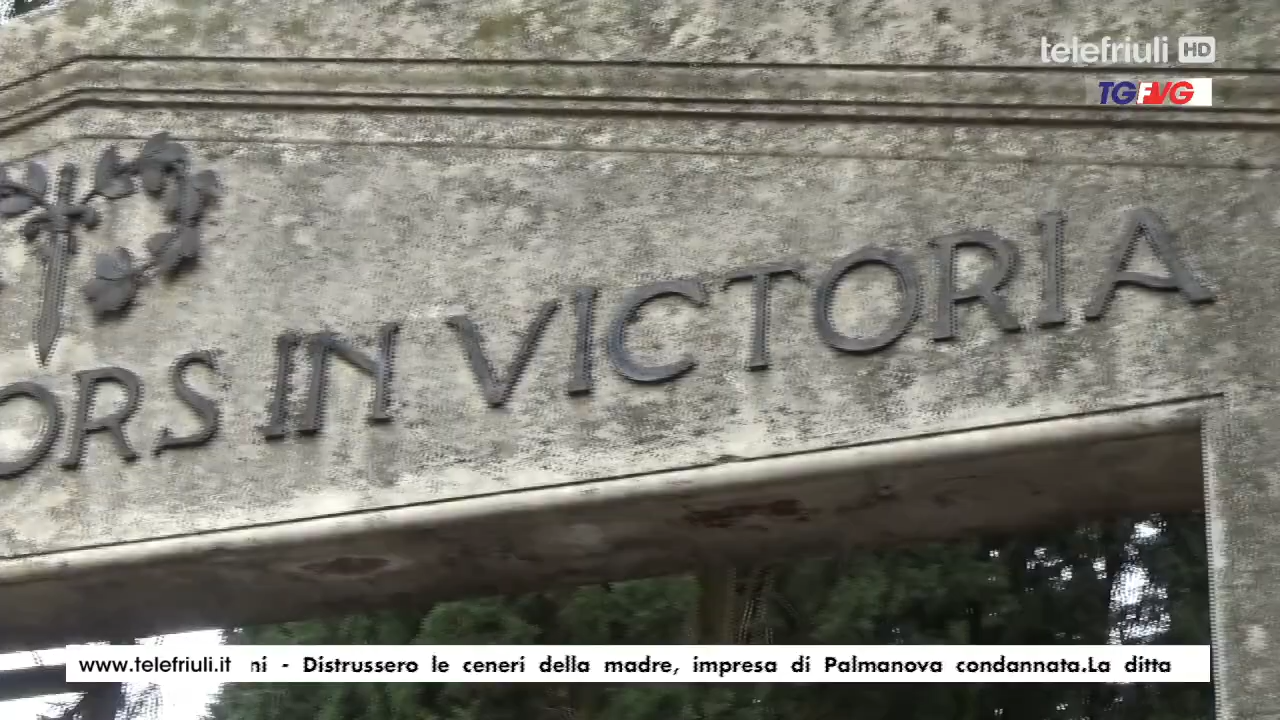 telefriuli HD
TGFVG
ORS IN VICTORIA
www.telefriuli.it ni - Distrussero le ceneri della madre, impresa di Palmanova condannata.La ditta